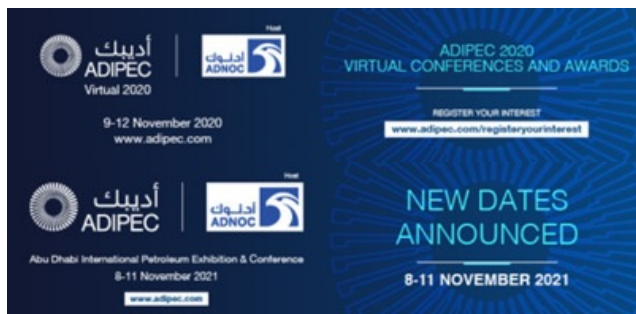 أديبك
ADIPEC
Virtual 2020
Host
أدنوك
ADNOC
9-12 November 2020
www.adipec.com
ADIPEC 2020
VIRTUAL CONFERENCES AND AWARDS
REGISTER YOUR INTEREST
www.adipec.com/registeryourinterest
أديبك
ADIPEC
Host
أدنوك
ADNOC
Abu Dhabi International Petroleum Exhibition & Conference
8-11 November 2021
www.adipec.com
NEW DATES
ANNOUNCED
8-11 NOVEMBER 2021